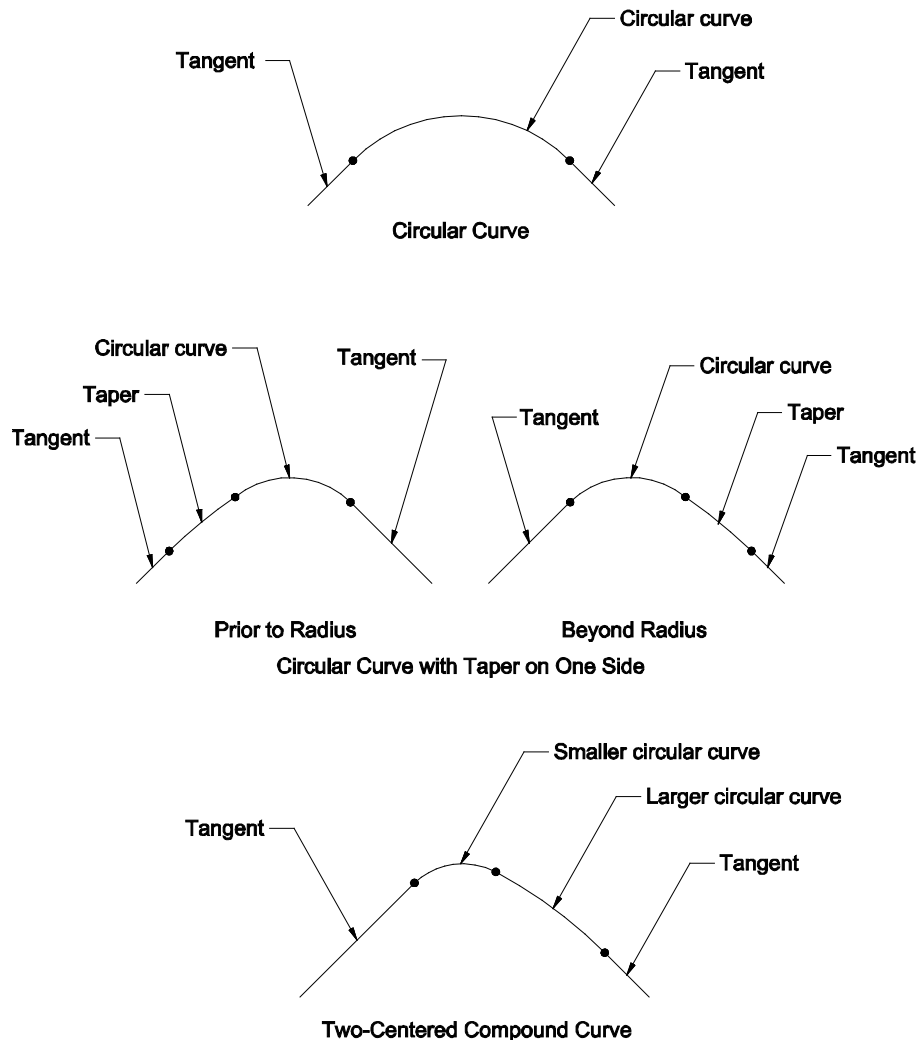 Circular curve
Tangent
Tangent
Circular Curve
Circular curve
Tangent
Taper
Tangent
Circular curve
Tangent
Taper
Tangent
Prior to Radius
Beyond Radius
Circular Curve with Taper on One Side
Smaller circular curve
Larger circular curve
Tangent
Tangent
Two-Centered Compound Curve